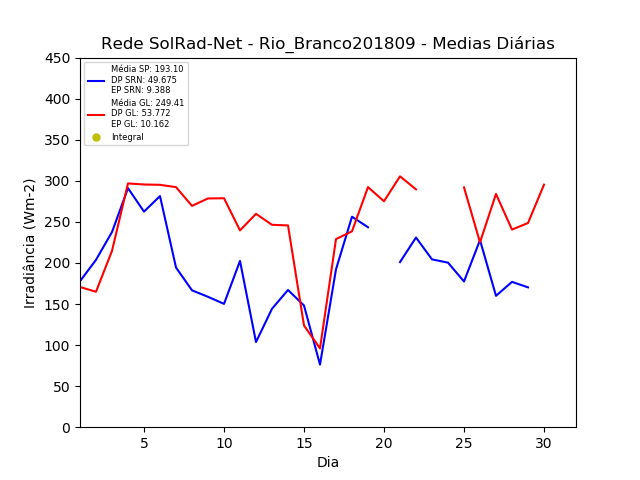 Rede SolRad-Net - Rio_Branco201809 - Medias Diárias
450
400
350
300
250
200
150
100
50
0
Irradiância (Wm-2)
Média SP: 193.10
DP SRN: 49.675
EP SRN: 9.388
Média GL: 249.41
DP GL: 53.772
EP GL: 10.162
Integral
5
10
15
20
25
30
Dia